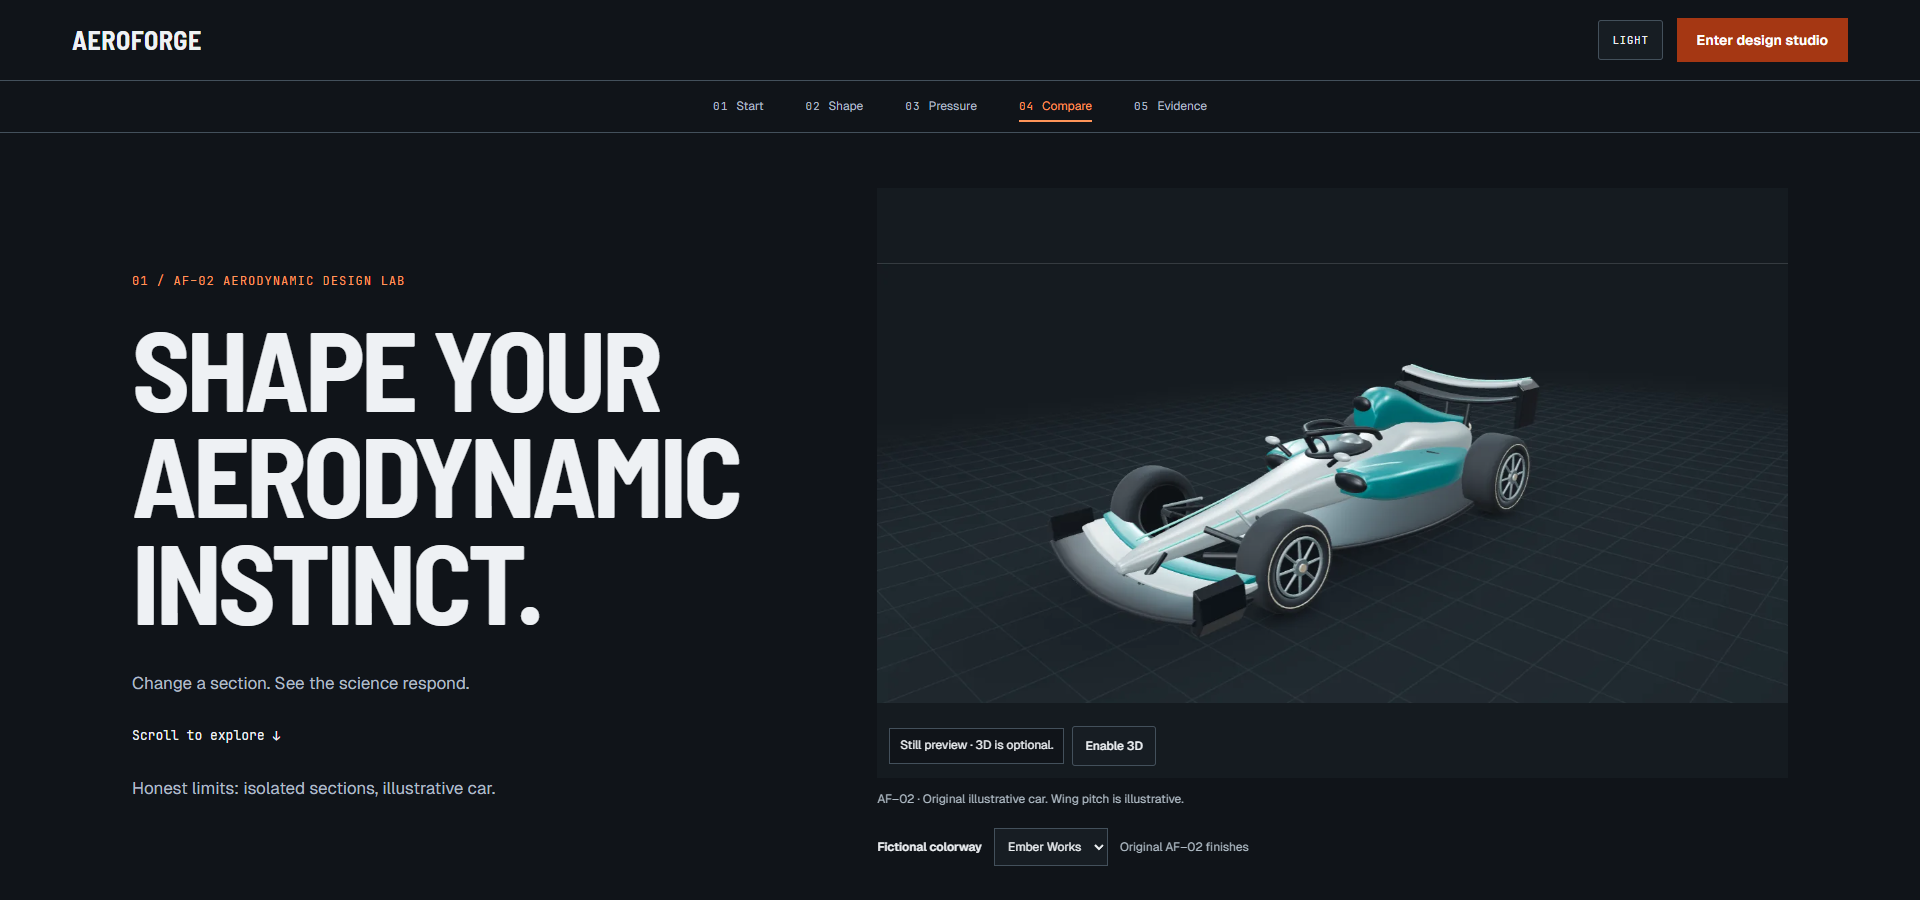 AEROFORGE
LIGHT
Enter design studio
01 Start
02 Shape
03 Pressure
04 Compare
05 Evidence
01 / AF-02 AERODYNAMIC DESIGN LAB
SHAPE YOUR
AERODYNAMIC
INSTINCT.
Change a section. See the science respond.
Scroll to explore ↓
Honest limits: isolated sections, illustrative car.
Still preview · 3D is optional.
Enable 3D
AF-02 · Original illustrative car. Wing pitch is illustrative.
Fictional colorway
Ember Works
Original AF-02 finishes